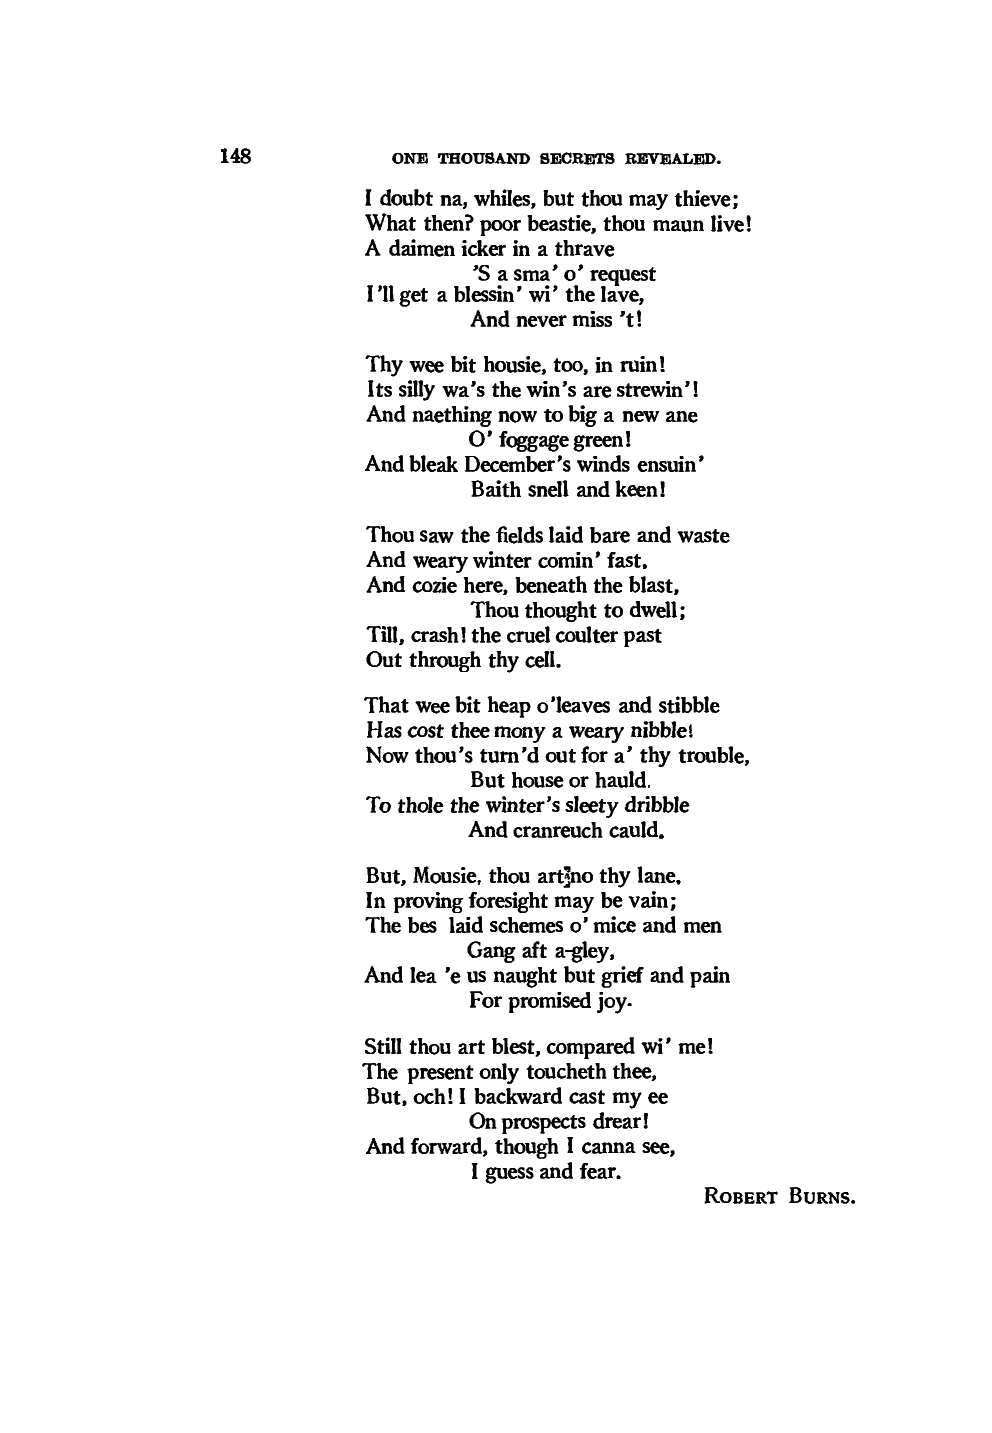 148 ONE THOUSAND SECRETS REVEALED.
I doubt na, whiles, but thou may thieve;
What then? poor beastie, thou maun live!
A daimen icker in a thrave
'S a sma' o' request
I'll get a blessin' wi' the lave,
And never miss 't!
Thy wee bit housie, too, in ruin!
Its silly wa's the win's are strewin'!
And naething now to big a new ane
O' foggage green!
And bleak December's winds ensuin'
Baith snell and keen!
Thou saw the fields laid bare and waste
And weary winter comin' fast,
And cozie here, beneath the blast,
Thou thought to dwell;
Till, crash! the cruel coulter past
Out through thy cell.
That wee bit heap o'leaves and stibble
Has cost thee mony a weary nibble!
Now thou's turn'd out for a' thy trouble,
But house or hauld.
To thole the winter's sleety dribble
And cranreuch cauld.
But, Mousie, thou art no thy lane,
In proving foresight may be vain;
The bes laid schemes o' mice and men
Gang aft a-gley,
And lea 'e us naught but grief and pain
For promised joy.
Still thou art blest, compared wi' me!
The present only toucheth thee,
But, och! I backward cast my ee
On prospects drear!
And forward, though I canna see,
I guess and fear.
ROBERT BURNS.